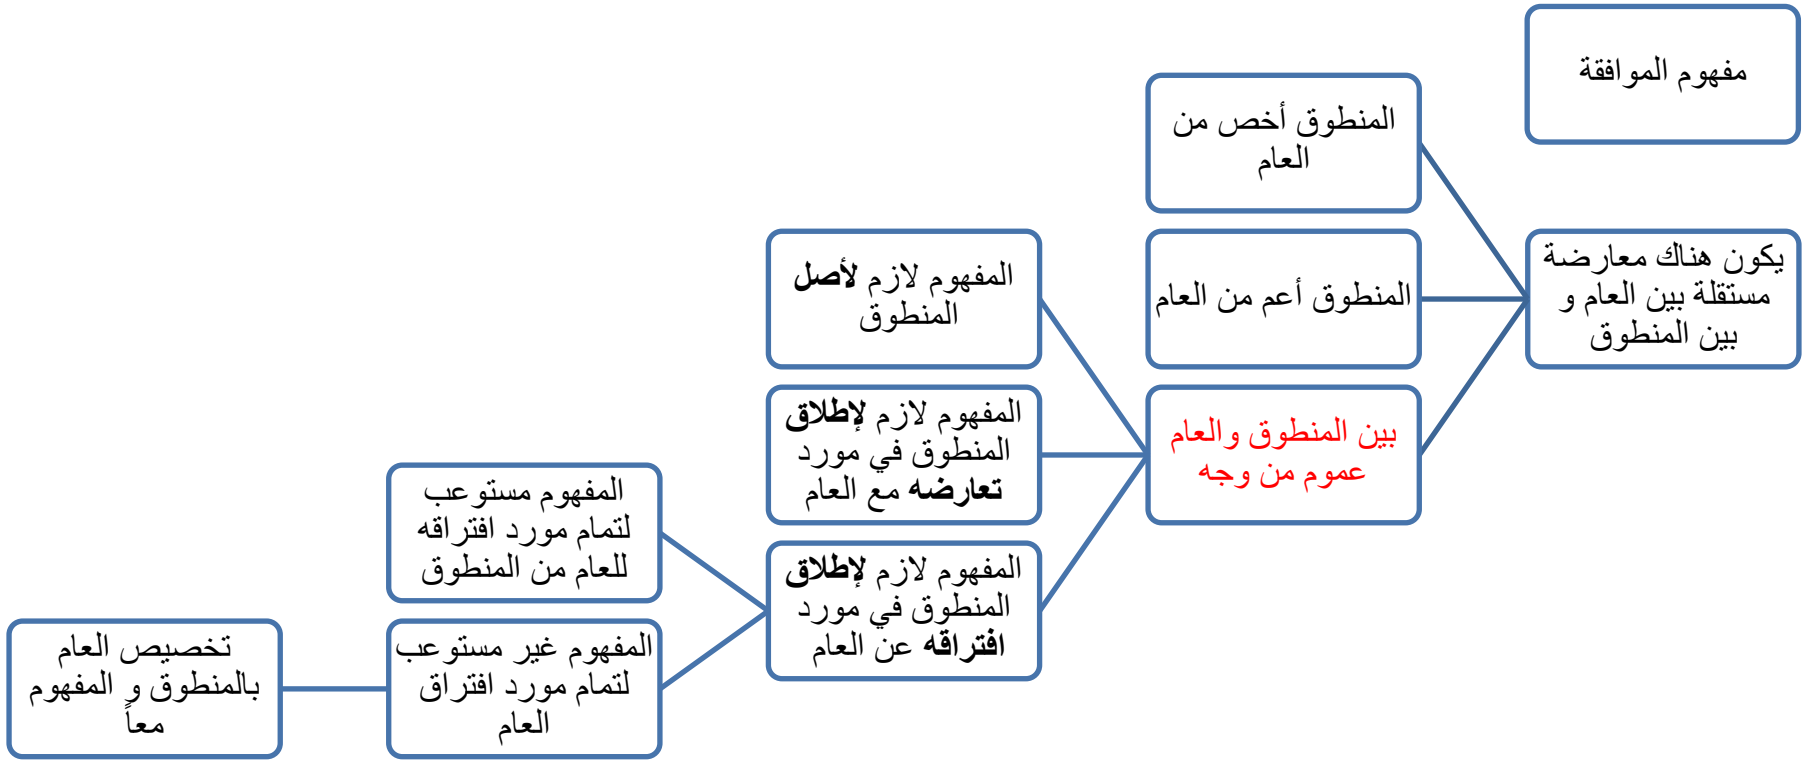 مفهوم الموافقة
يكون هناك معارضة
مستقلة بين العام و
بين المنطوق
المنطوق أخص من
العام
المنطوق أعم من العام
بين المنطوق والعام
عموم من وجه
المفهوم لازم لأصل
المنطوق
المفهوم لازم لإطلاق
المنطوق في مورد
تعارضه مع العام
المفهوم لازم لإطلاق
المنطوق في مورد
افتراقه عن العام
المفهوم مستوعب
لتمام مورد افتراقه
للعام من المنطوق
المفهوم غير مستوعب
لتمام مورد افتراق
العام
تخصيص العام
بالمنطوق و المفهوم
معاً